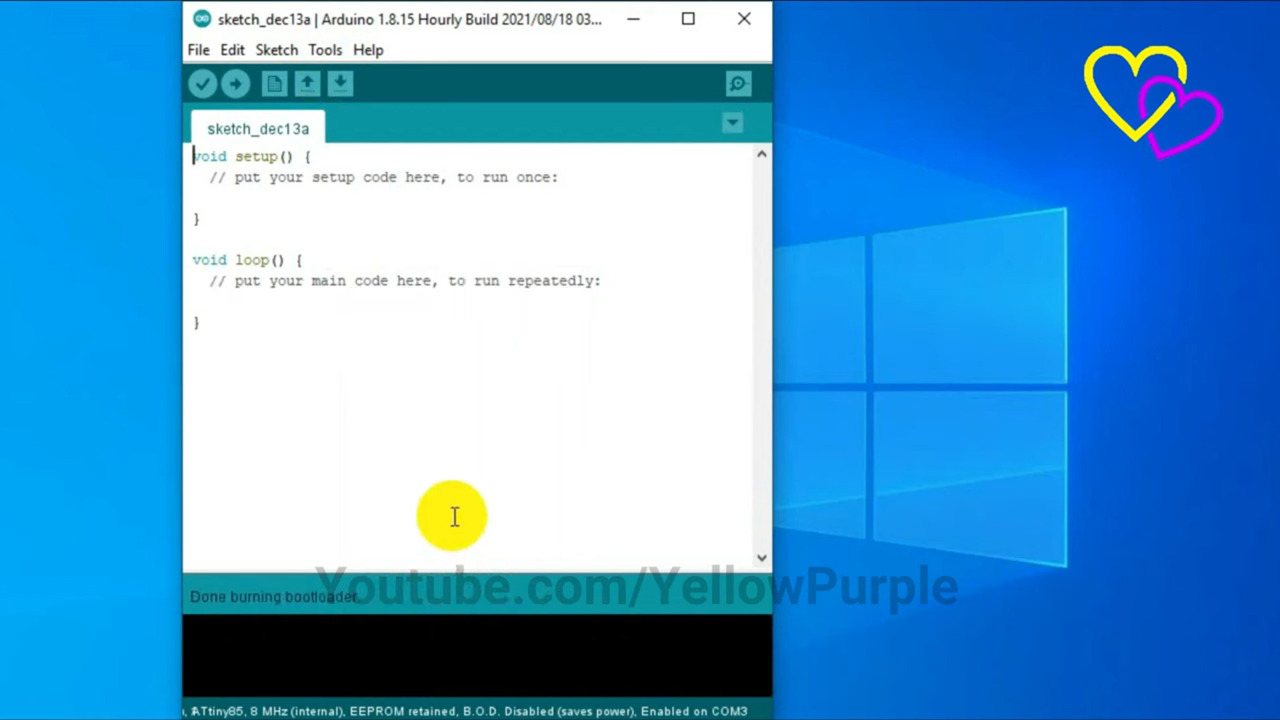 sketch_dec13a | Arduino 1.8.15 Hourly Build 2021/08/18 03...
File Edit Sketch Tools Help
sketch_dec13a
void setup() {
// put your setup code here, to run once:
}
void loop() {
// put your main code here, to run repeatedly:
}
Youtube.com/YellowPurple
Done burning bootloader.
ATtiny85, 8 MHz (internal), EEPROM retained, B.O.D. Disabled (saves power), Enabled on COM3